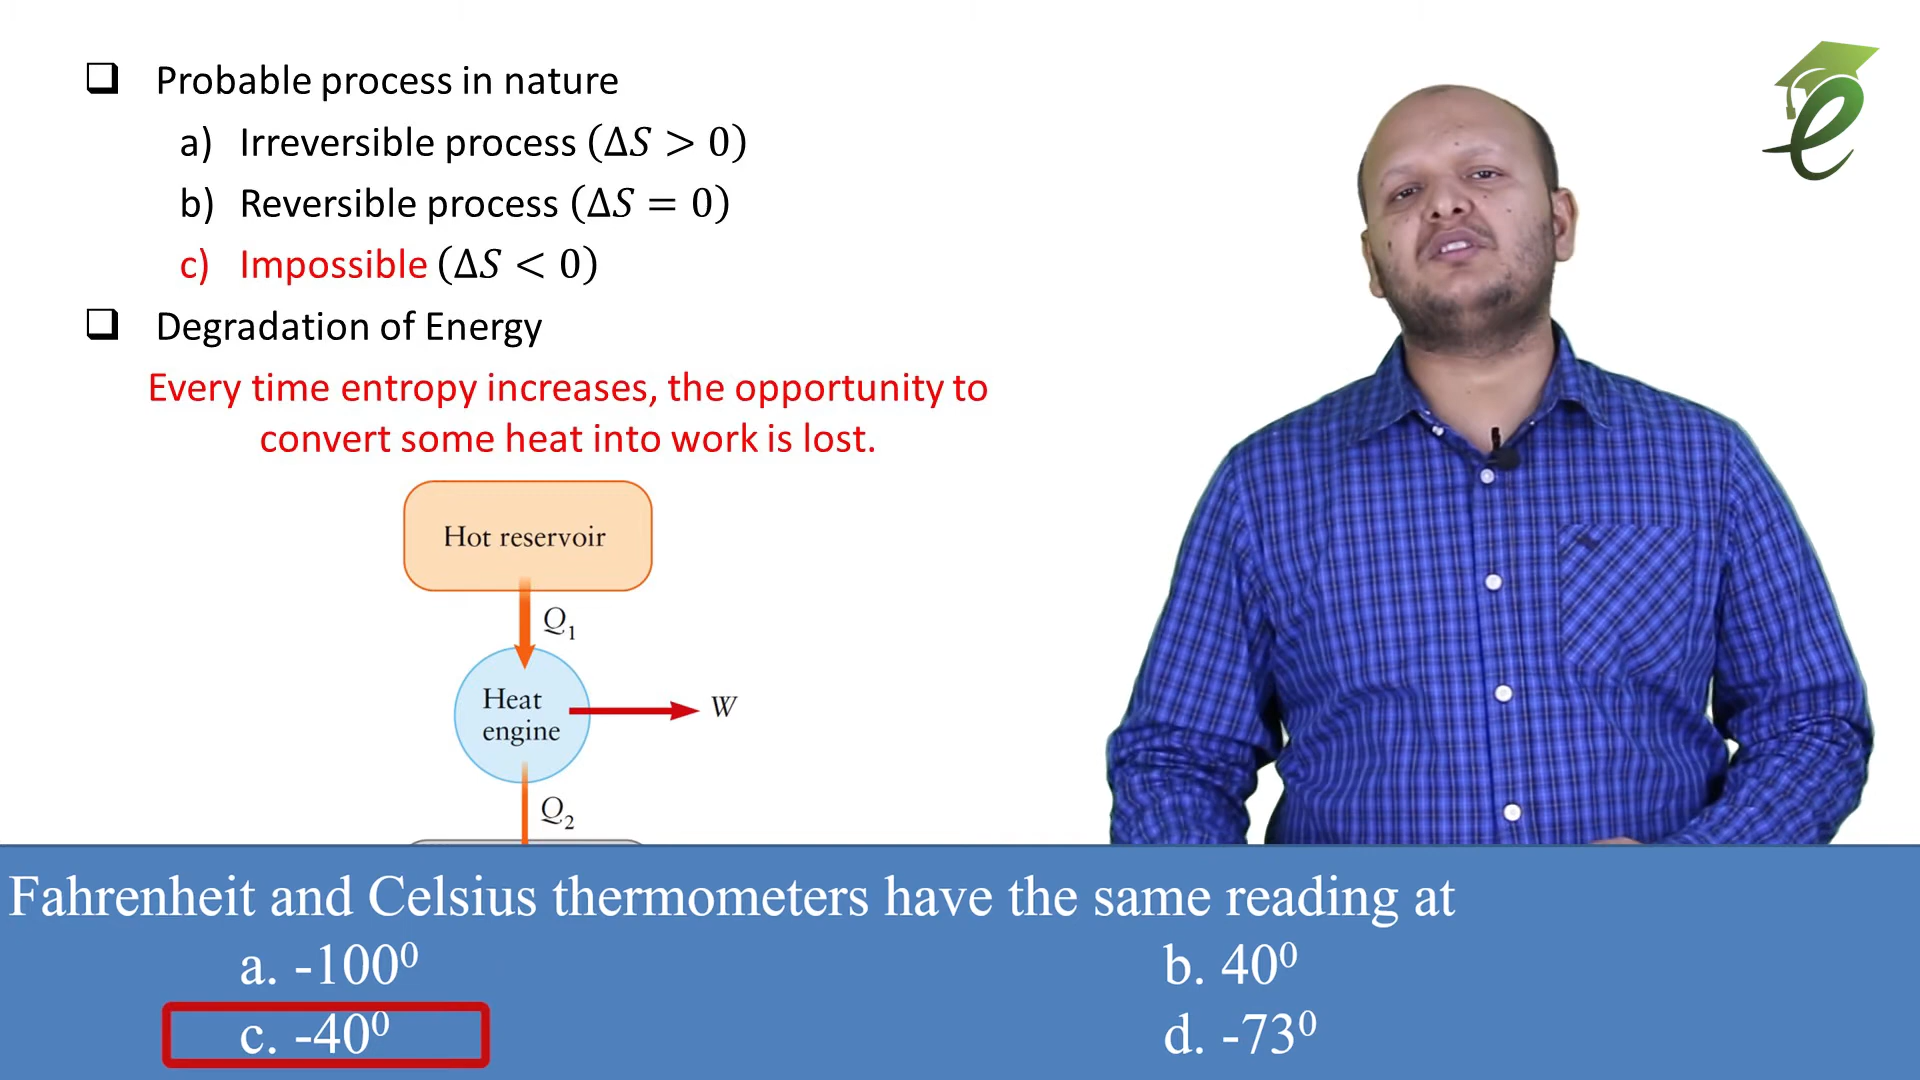 ❑ Probable process in nature
a) Irreversible process (ΔS > 0)
b) Reversible process (ΔS = 0)
c) Impossible (ΔS < 0)
❑ Degradation of Energy
Every time entropy increases, the opportunity to
convert some heat into work is lost.
Hot reservoir
Q₁
Heat
engine
W
Q₂
Fahrenheit and Celsius thermometers have the same reading at
a. -100⁰ b. 40⁰
c. -40⁰ d. -73⁰